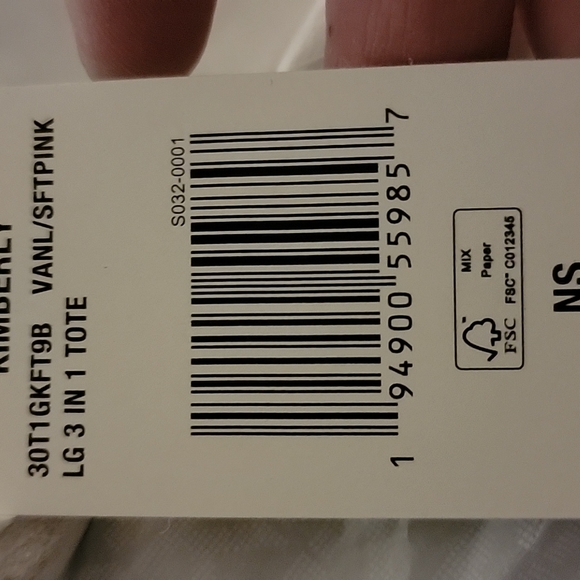 KIMBERLY
30T1GKFT9B VANL/SFTPINK
LG 3 IN 1 TOTE
S032-0001
1 94900 55985 7
MIX
Paper
FSC™ C012345
FSC
NS